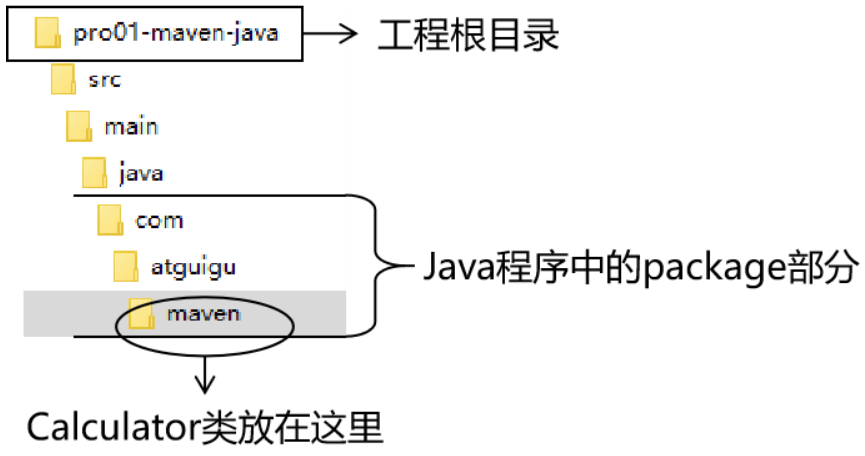 pro01-maven-java 工程根目录
src
main
java
com
atguigu
Java程序中的package部分
maven
Calculator类放在这里